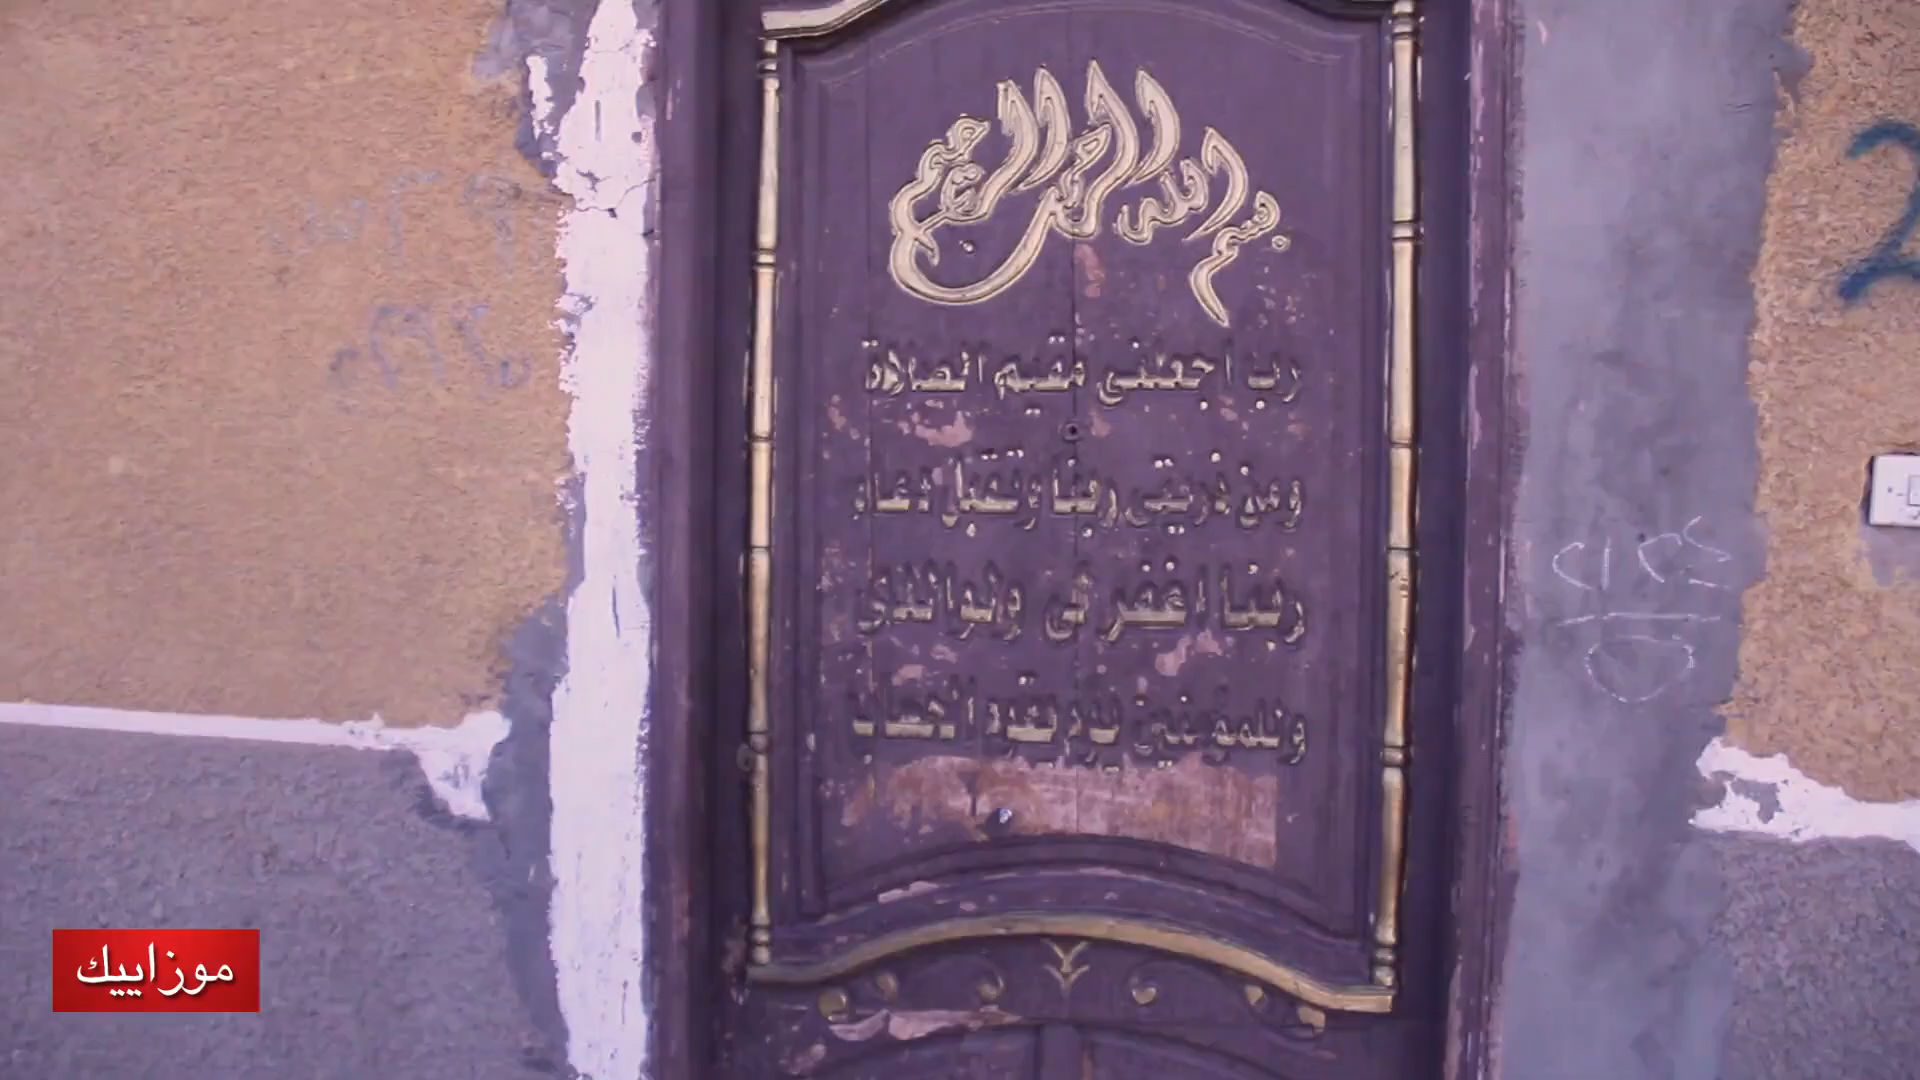 بسم الله الرحمن الرحيم
رب اجعلني مقيم الصلاة
ومن ذريتي ربنا وتقبل دعاء
ربنا اغفر لي ولوالدي
وللمؤمنين يوم يقوم الحساب
موزاييك